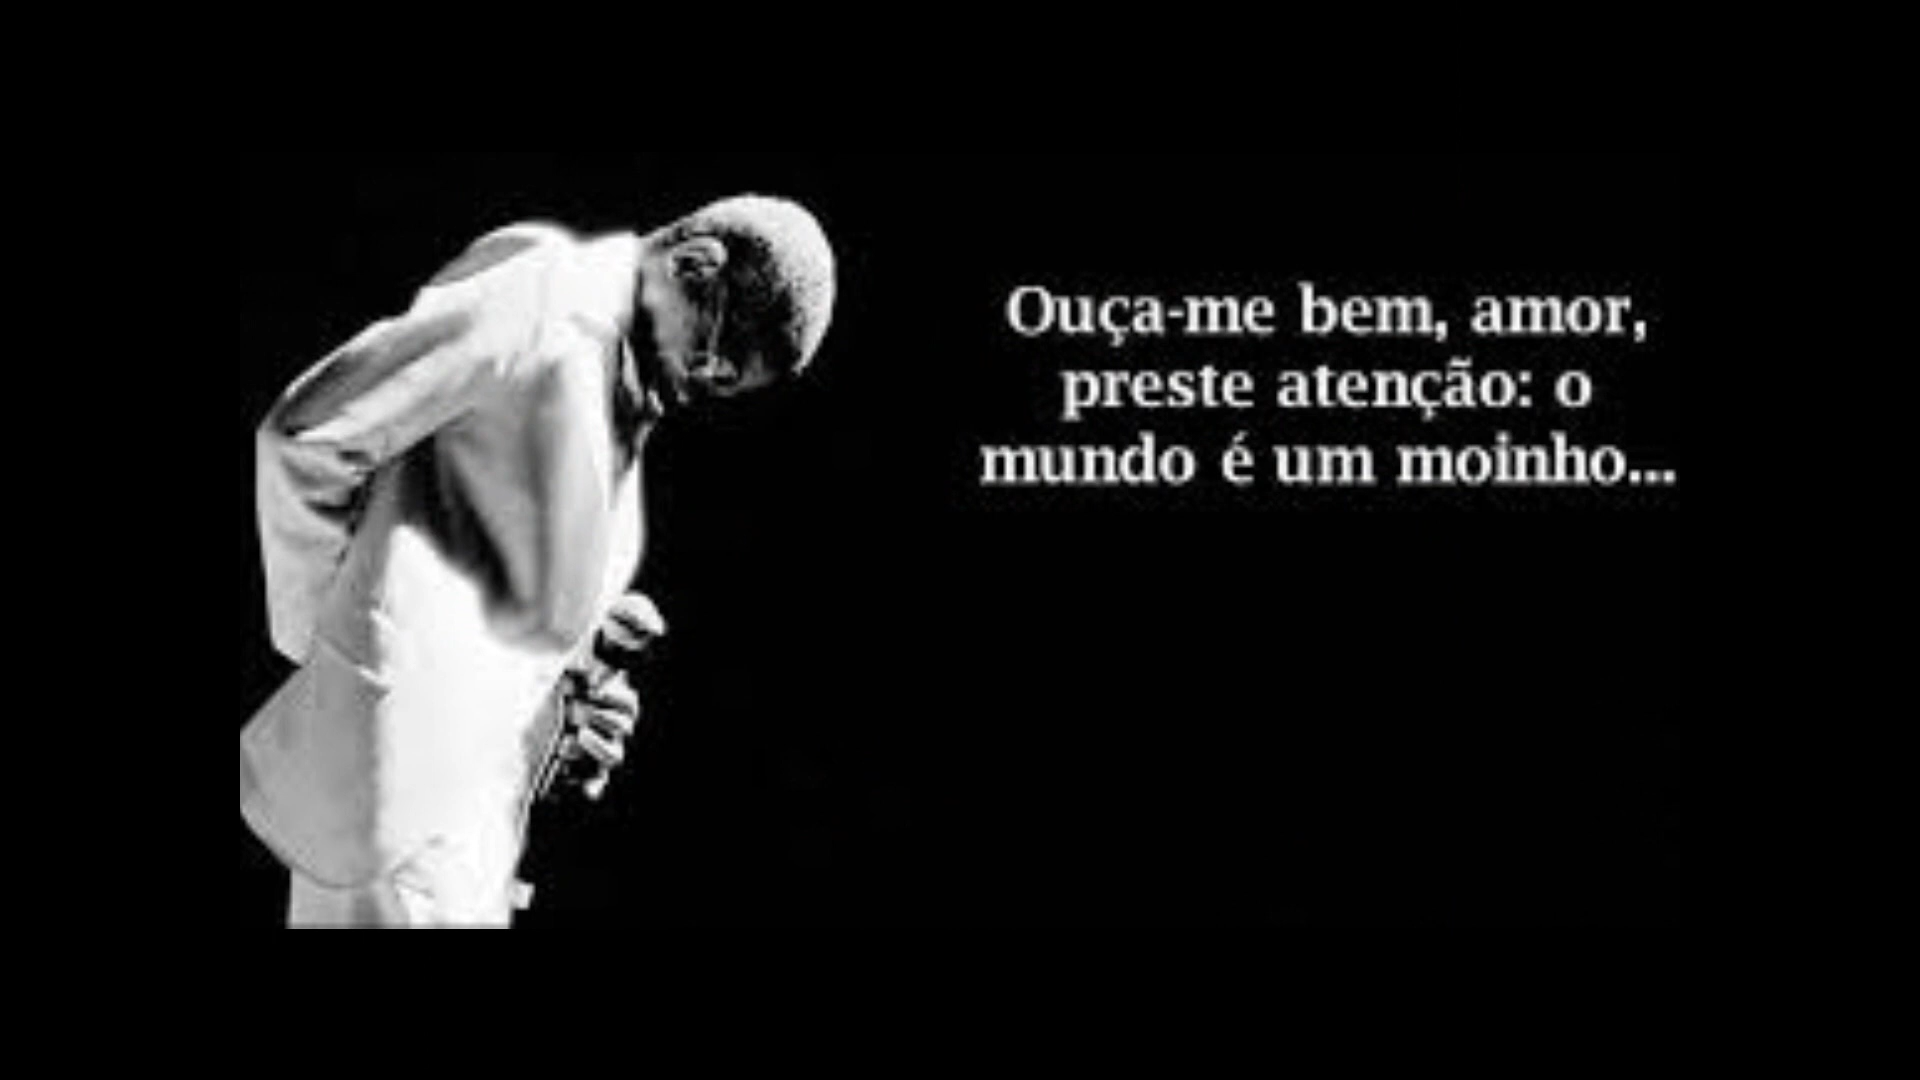 Ouça-me bem, amor,
preste atenção: o
mundo é um moinho...